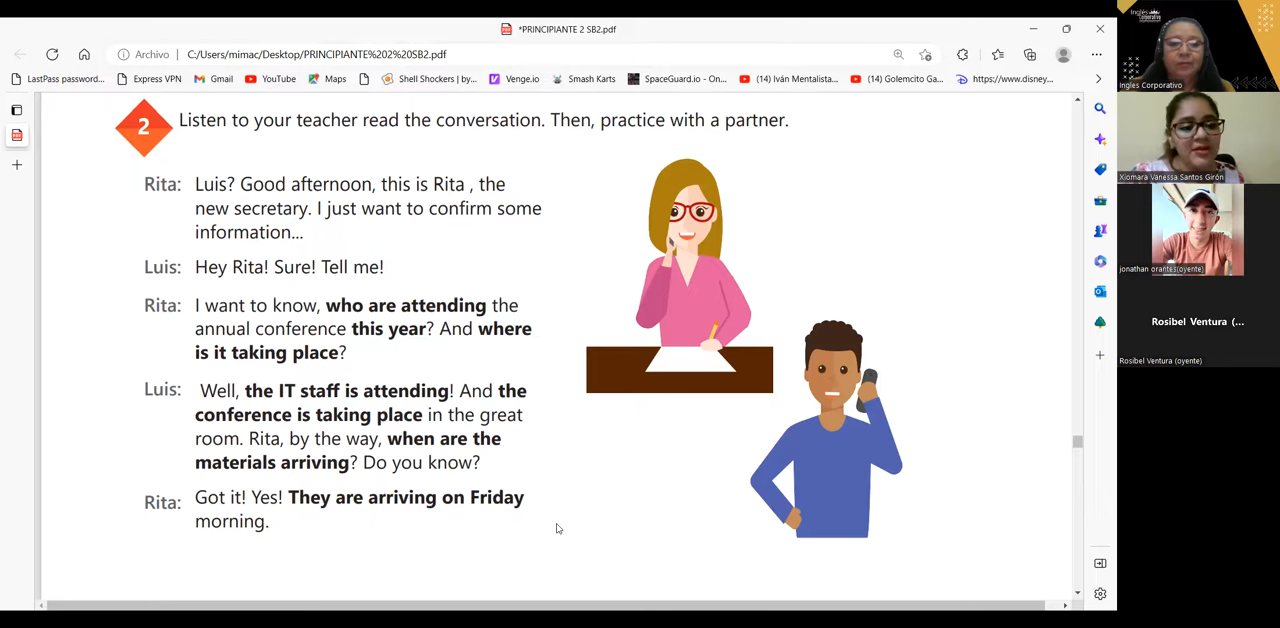 *PRINCIPIANTE 2 SB2.pdf
Archivo | C:/Users/mimac/Desktop/PRINCIPIANTE%202%20SB2.pdf
LastPass password... Express VPN Gmail YouTube Maps Shell Shockers | by... Venge.io Smash Karts SpaceGuard.io - On... (14) Iván Mentalista... (14) Golemcito Ga... https://www.disney...
2 Listen to your teacher read the conversation. Then, practice with a partner.
Rita: Luis? Good afternoon, this is Rita , the
new secretary. I just want to confirm some
information...
Luis: Hey Rita! Sure! Tell me!
Rita: I want to know, who are attending the
annual conference this year? And where
is it taking place?
Luis: Well, the IT staff is attending! And the
conference is taking place in the great
room. Rita, by the way, when are the
materials arriving? Do you know?
Rita: Got it! Yes! They are arriving on Friday
morning.
Inglés
Corporativo
Ingles Corporativo
Xiomara Vanessa Santos Girón
jonathan orantes(oyente)
Rosibel Ventura (...
Rosibel Ventura (oyente)